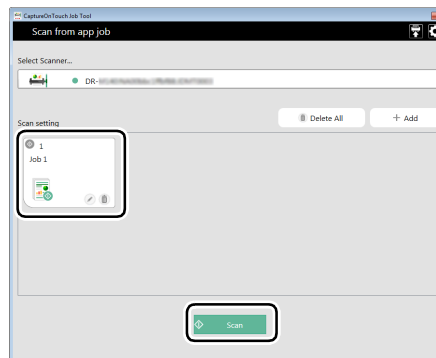 CaptureOnTouch Job Tool
Scan from app job
Select Scanner...
DR-
Scan setting
Delete All
+ Add
1
Job 1
Scan